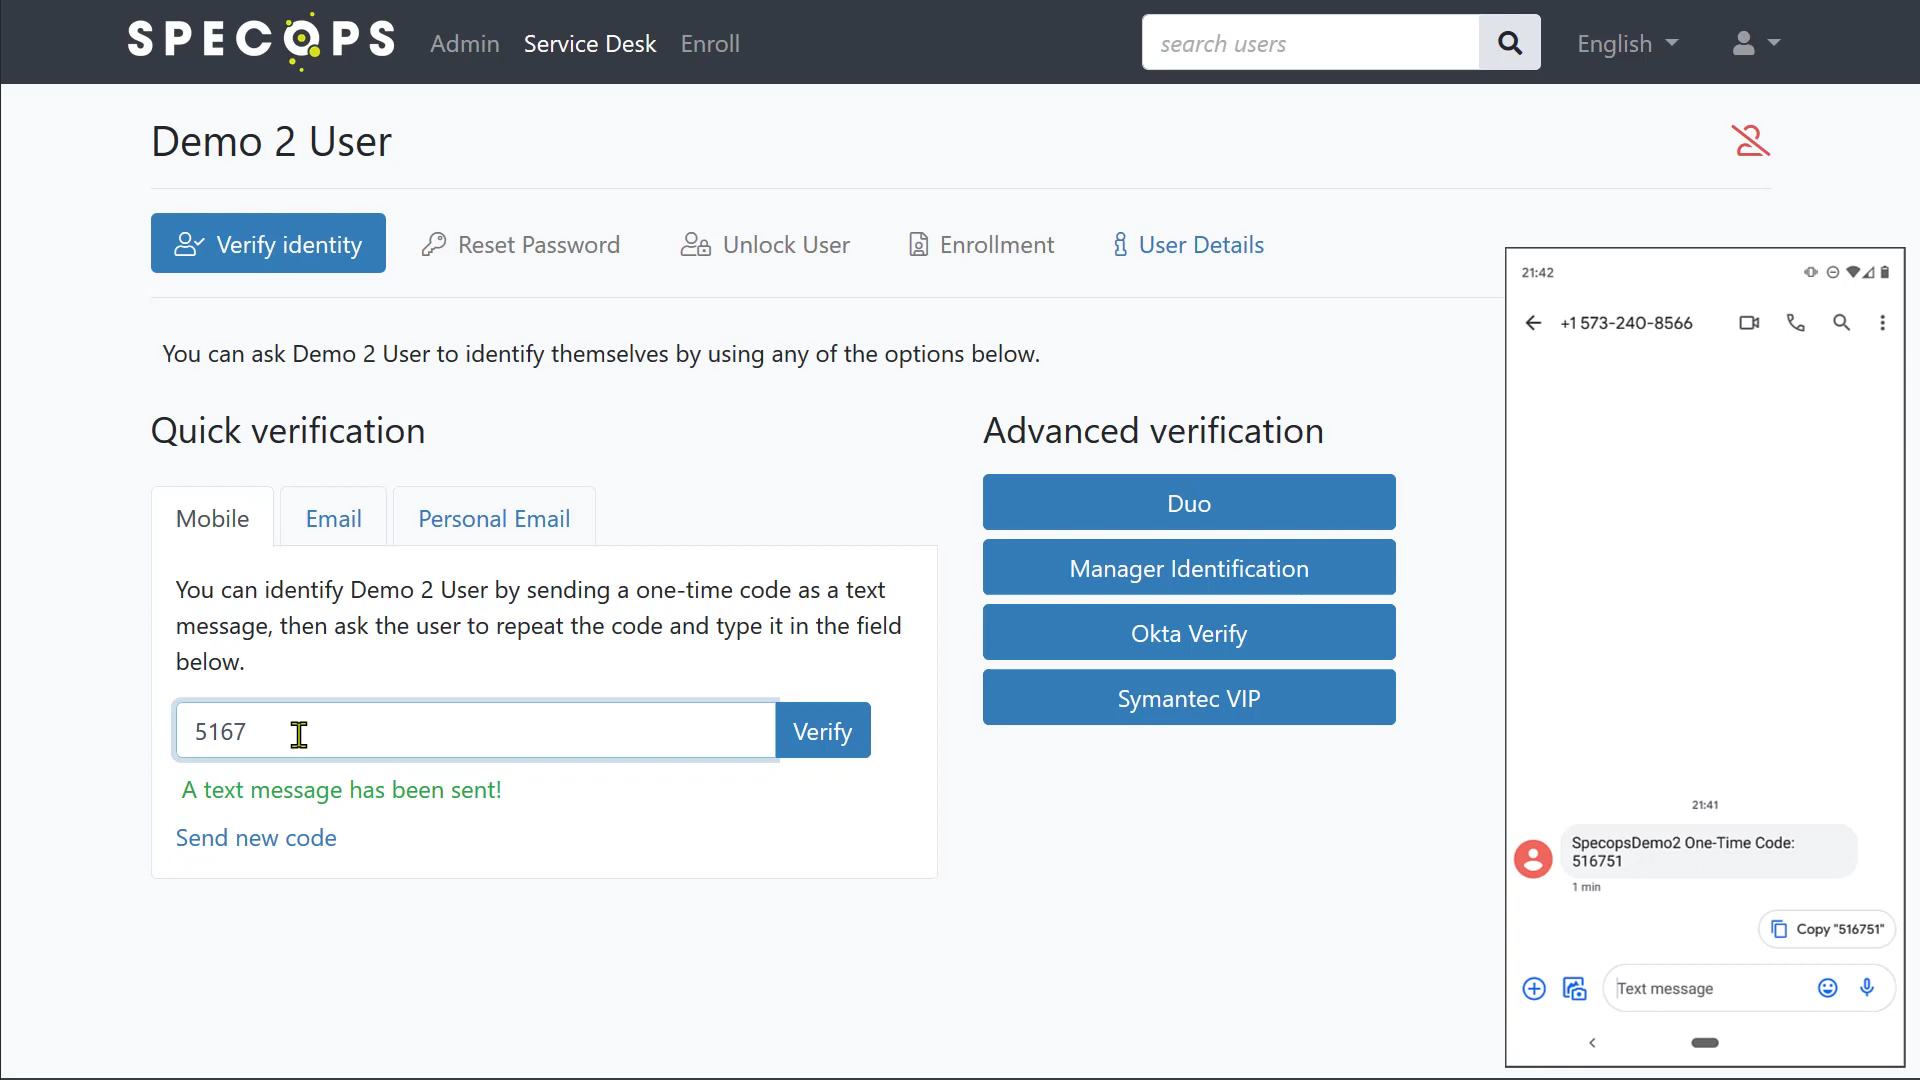 SPECOPS
Admin
Service Desk
Enroll
search users
English
Demo 2 User
Verify identity
Reset Password
Unlock User
Enrollment
User Details
You can ask Demo 2 User to identify themselves by using any of the options below.
Quick verification
Mobile
Email
Personal Email
You can identify Demo 2 User by sending a one-time code as a text
message, then ask the user to repeat the code and type it in the field
below.
5167
Verify
A text message has been sent!
Send new code
Advanced verification
Duo
Manager Identification
Okta Verify
Symantec VIP
21:42
+1 573-240-8566
21:41
SpecopsDemo2 One-Time Code:
516751
1 min
Copy "516751"
Text message